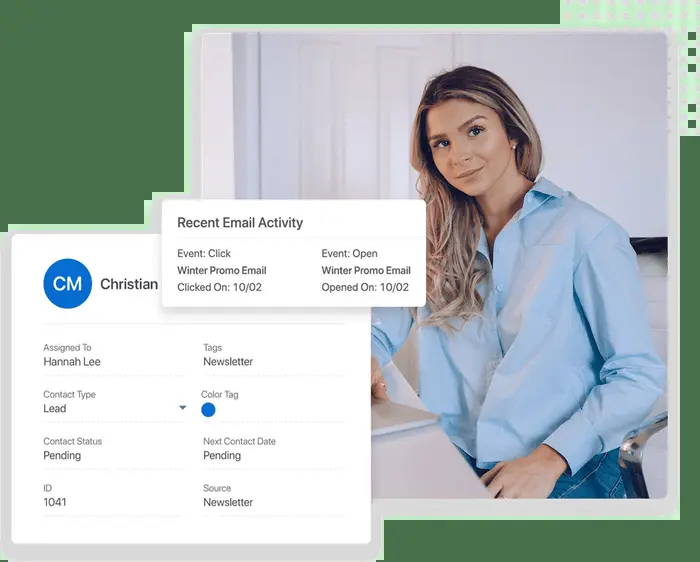 Recent Email Activity
Event: Click
Winter Promo Email
Clicked On: 10/02
Event: Open
Winter Promo Email
Opened On: 10/02
CM
Christian
Assigned To
Hannah Lee
Tags
Newsletter
Contact Type
Lead
Color Tag
Contact Status
Pending
Next Contact Date
Pending
ID
1041
Source
Newsletter